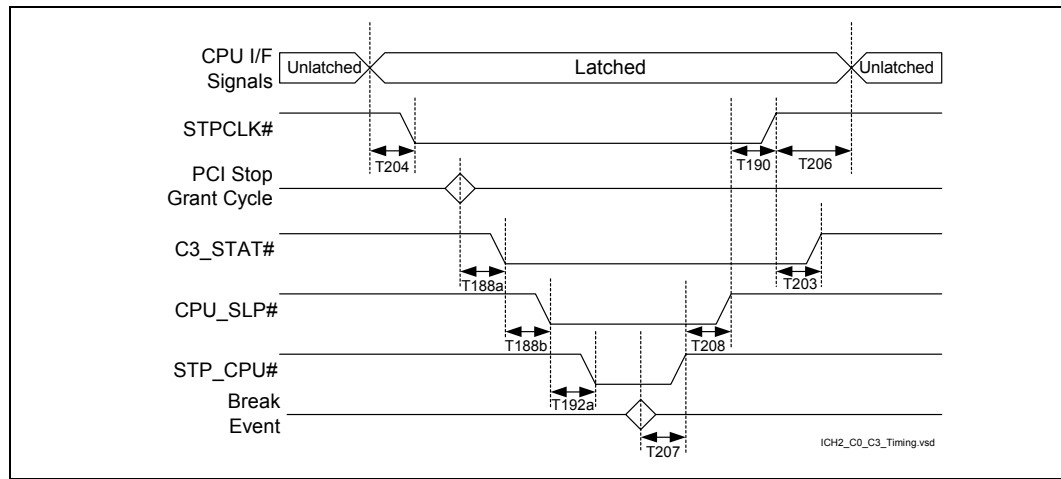 CPU I/F
Signals
Unlatched
Latched
Unlatched
STPCLK#
T204
T190
T206
PCI Stop
Grant Cycle
C3_STAT#
T188a
T203
CPU_SLP#
T188b
T208
STP_CPU#
T192a
Break
Event
T207
ICH2_C0_C3_Timing.vsd